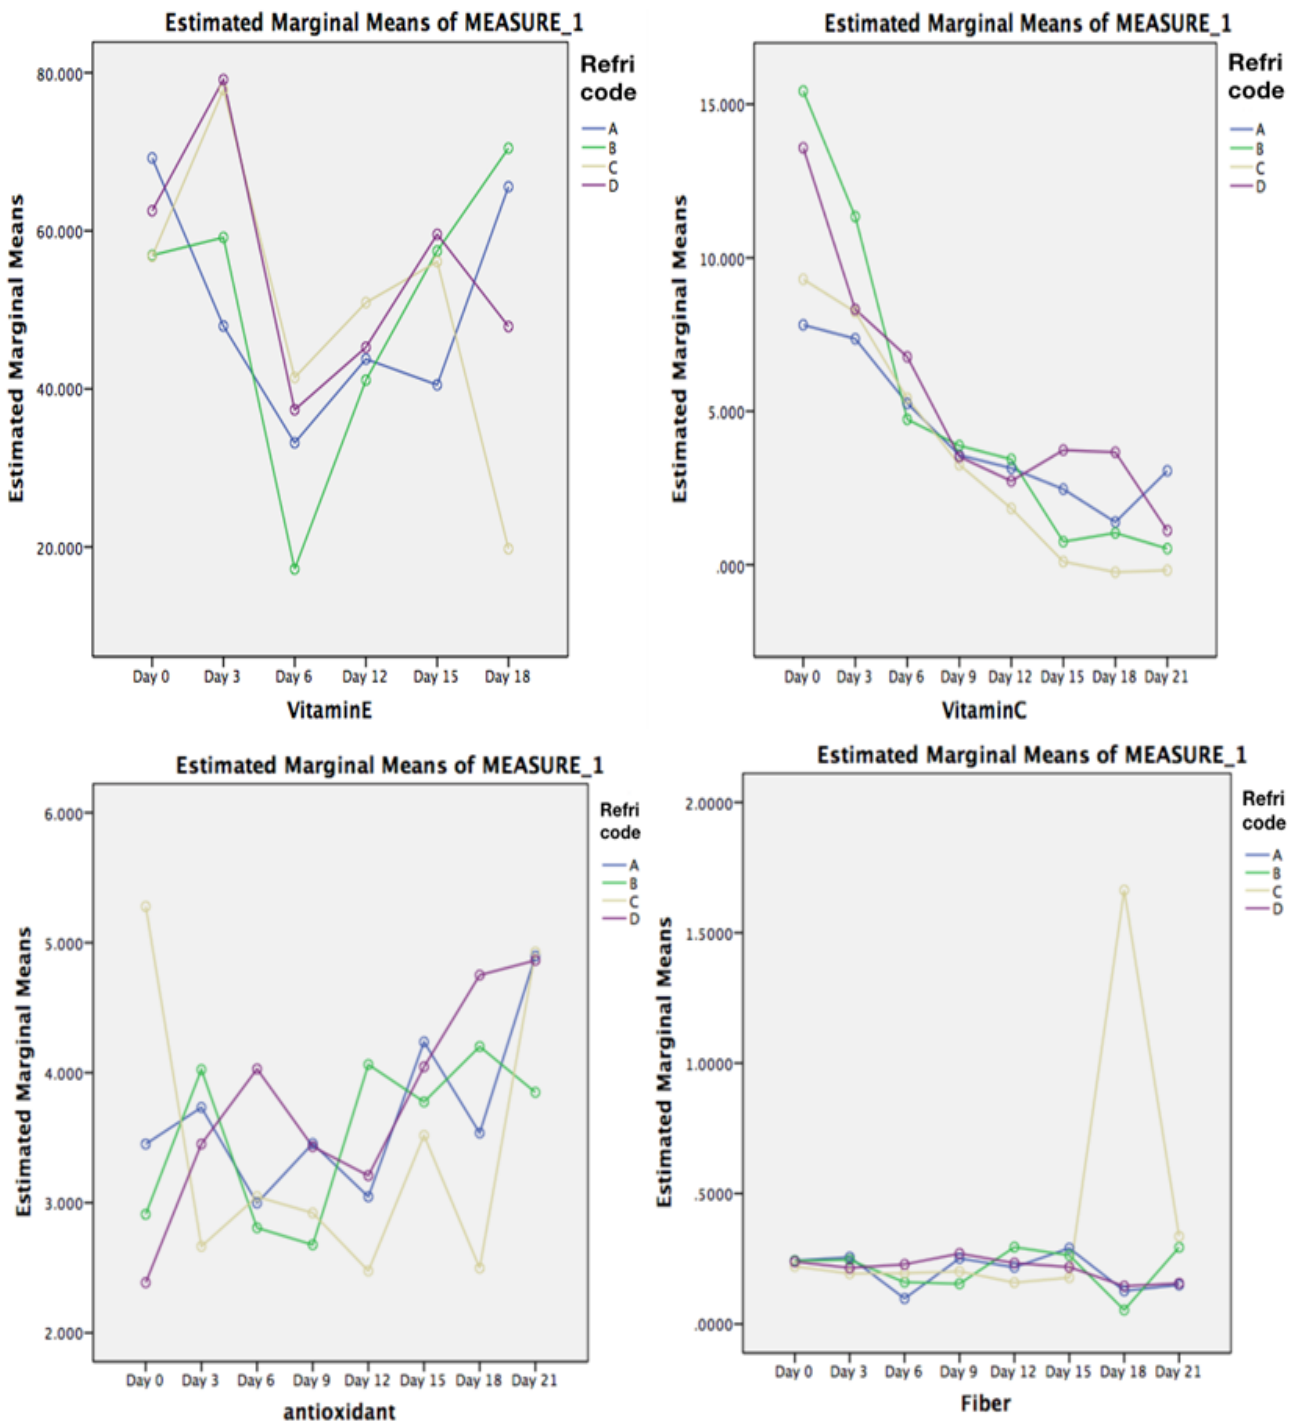 Estimated Marginal Means of MEASURE_1
Refri
code
A
B
C
D
80.000
60.000
40.000
20.000
Estimated Marginal Means
Day 0 Day 3 Day 6 Day 12 Day 15 Day 18
VitaminE
Estimated Marginal Means of MEASURE_1
Refri
code
A
B
C
D
15.000
10.000
5.000
.000
Estimated Marginal Means
Day 0 Day 3 Day 6 Day 9 Day 12 Day 15 Day 18 Day 21
VitaminC
Estimated Marginal Means of MEASURE_1
Refri
code
A
B
C
D
6.000
5.000
4.000
3.000
2.000
Estimated Marginal Means
Day 0 Day 3 Day 6 Day 9 Day 12 Day 15 Day 18 Day 21
antioxidant
Estimated Marginal Means of MEASURE_1
Refri
code
A
B
C
D
2.0000
1.5000
1.0000
.5000
.0000
Estimated Marginal Means
Day 0 Day 3 Day 6 Day 9 Day 12 Day 15 Day 18 Day 21
Fiber